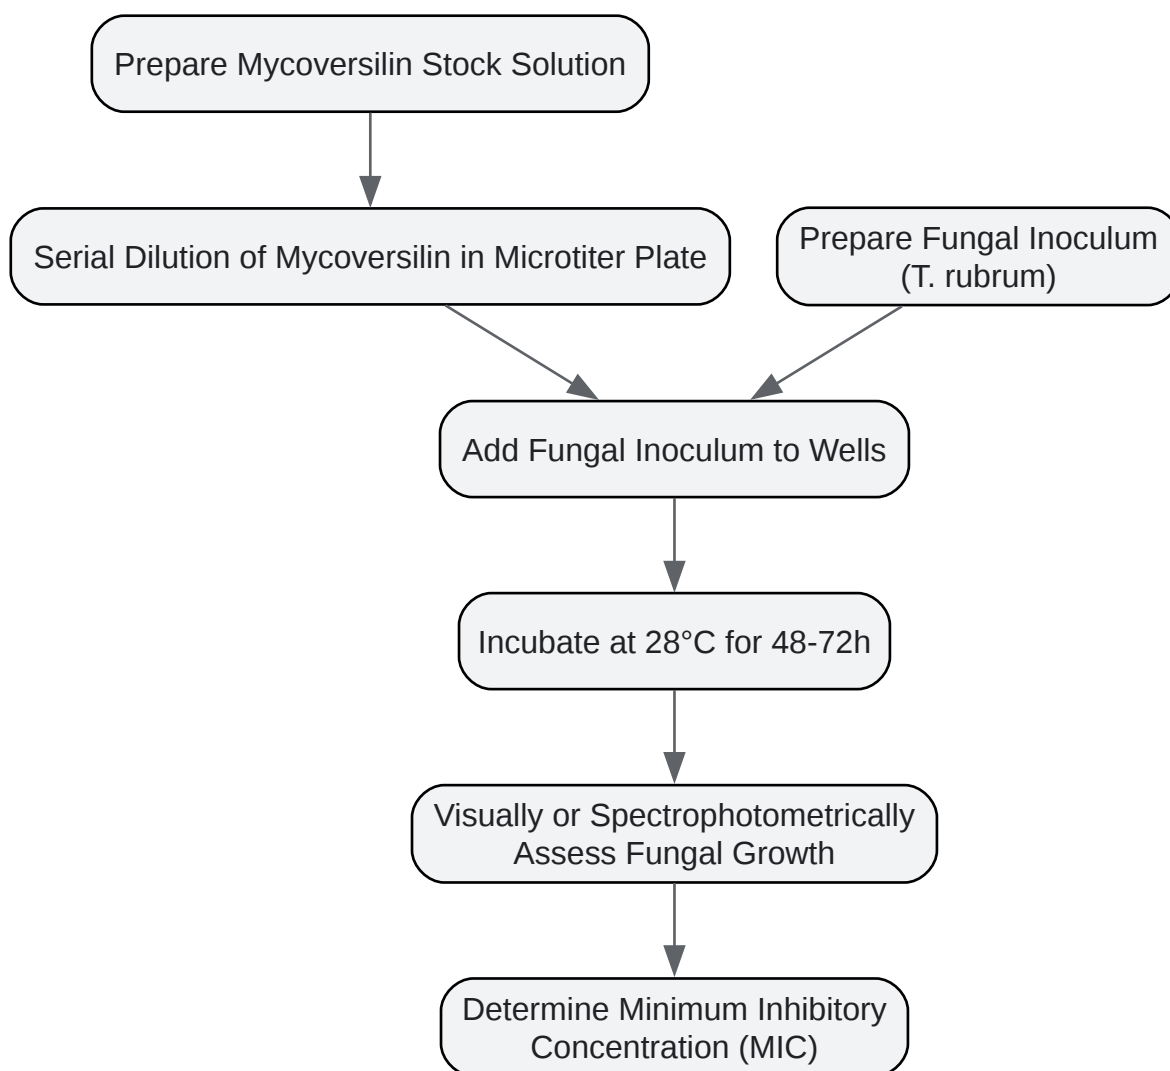 Prepare Mycoversilin Stock Solution
Serial Dilution of Mycoversilin in Microtiter Plate
Prepare Fungal Inoculum
(T. rubrum)
Add Fungal Inoculum to Wells
Incubate at 28°C for 48-72h
Visually or Spectrophotometrically
Assess Fungal Growth
Determine Minimum Inhibitory
Concentration (MIC)